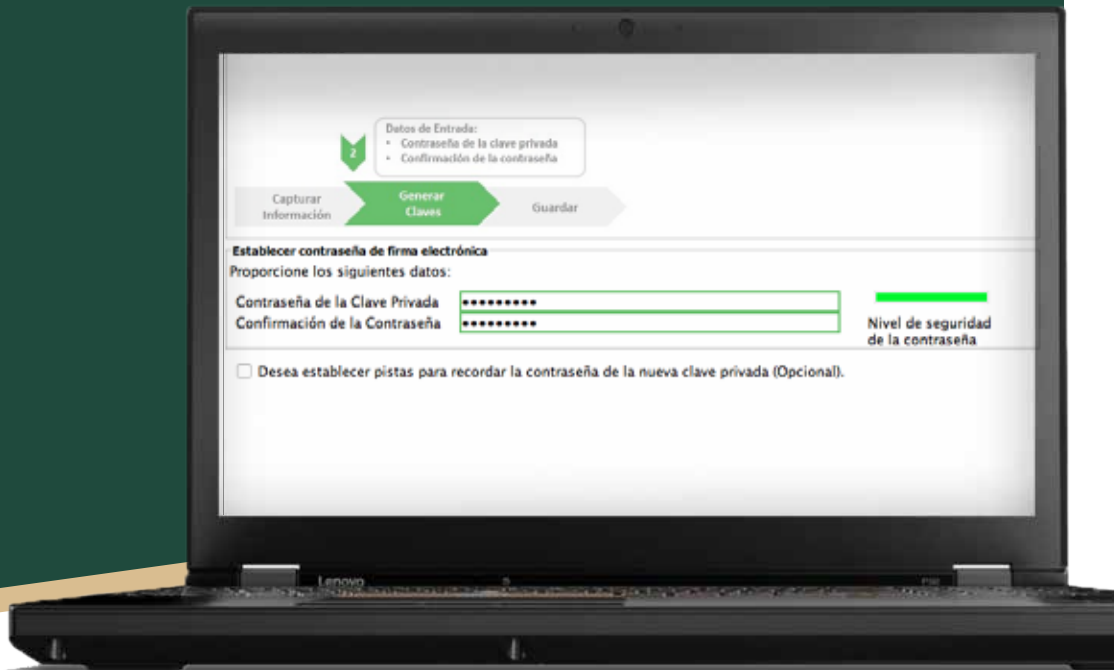 2
Datos de Entrada:
• Contraseña de la clave privada
• Confirmación de la contraseña
Capturar
Información
Generar
Claves
Guardar
Establecer contraseña de firma electrónica
Proporcione los siguientes datos:
Contraseña de la Clave Privada •••••••••
Confirmación de la Contraseña •••••••••
Nivel de seguridad
de la contraseña
Desea establecer pistas para recordar la contraseña de la nueva clave privada (Opcional).
Lenovo